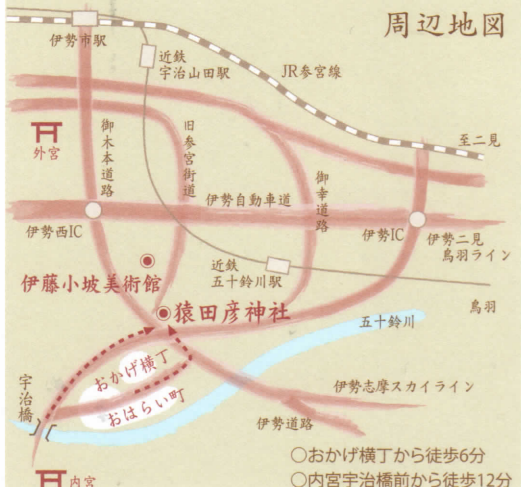 周辺地図
伊勢市駅
近鉄
宇治山田駅
JR参宮線
至二見
外宮
御木本道路
旧参宮街道
御幸道路
伊勢自動車道
伊勢西IC
伊勢IC
伊勢二見
鳥羽ライン
伊藤小坡美術館
近鉄
五十鈴川駅
猿田彦神社
鳥羽
五十鈴川
おかげ横丁
おはらい町
宇治橋
伊勢志摩スカイライン
伊勢道路
内宮
○おかげ横丁から徒歩6分
○内宮宇治橋前から徒歩12分